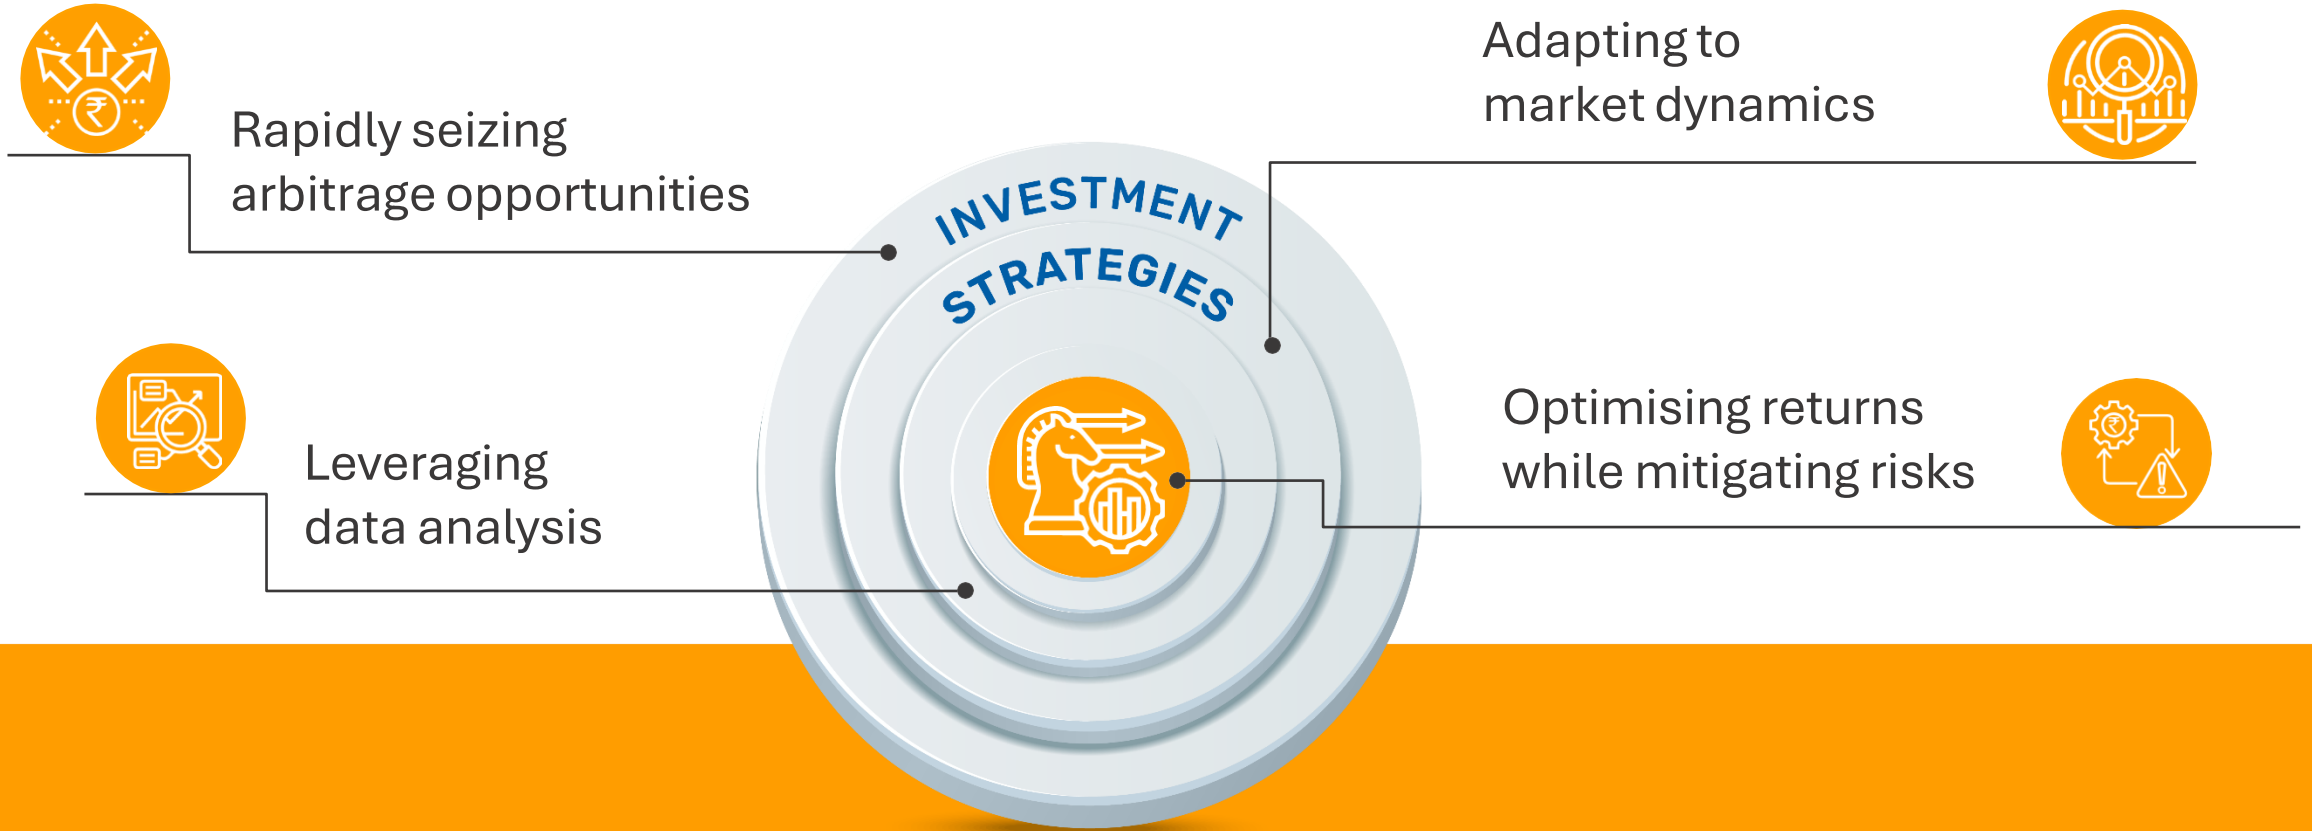 Rapidly seizing
arbitrage opportunities
Adapting to
market dynamics
INVESTMENT
STRATEGIES
Leveraging
data analysis
Optimising returns
while mitigating risks
₹
₹